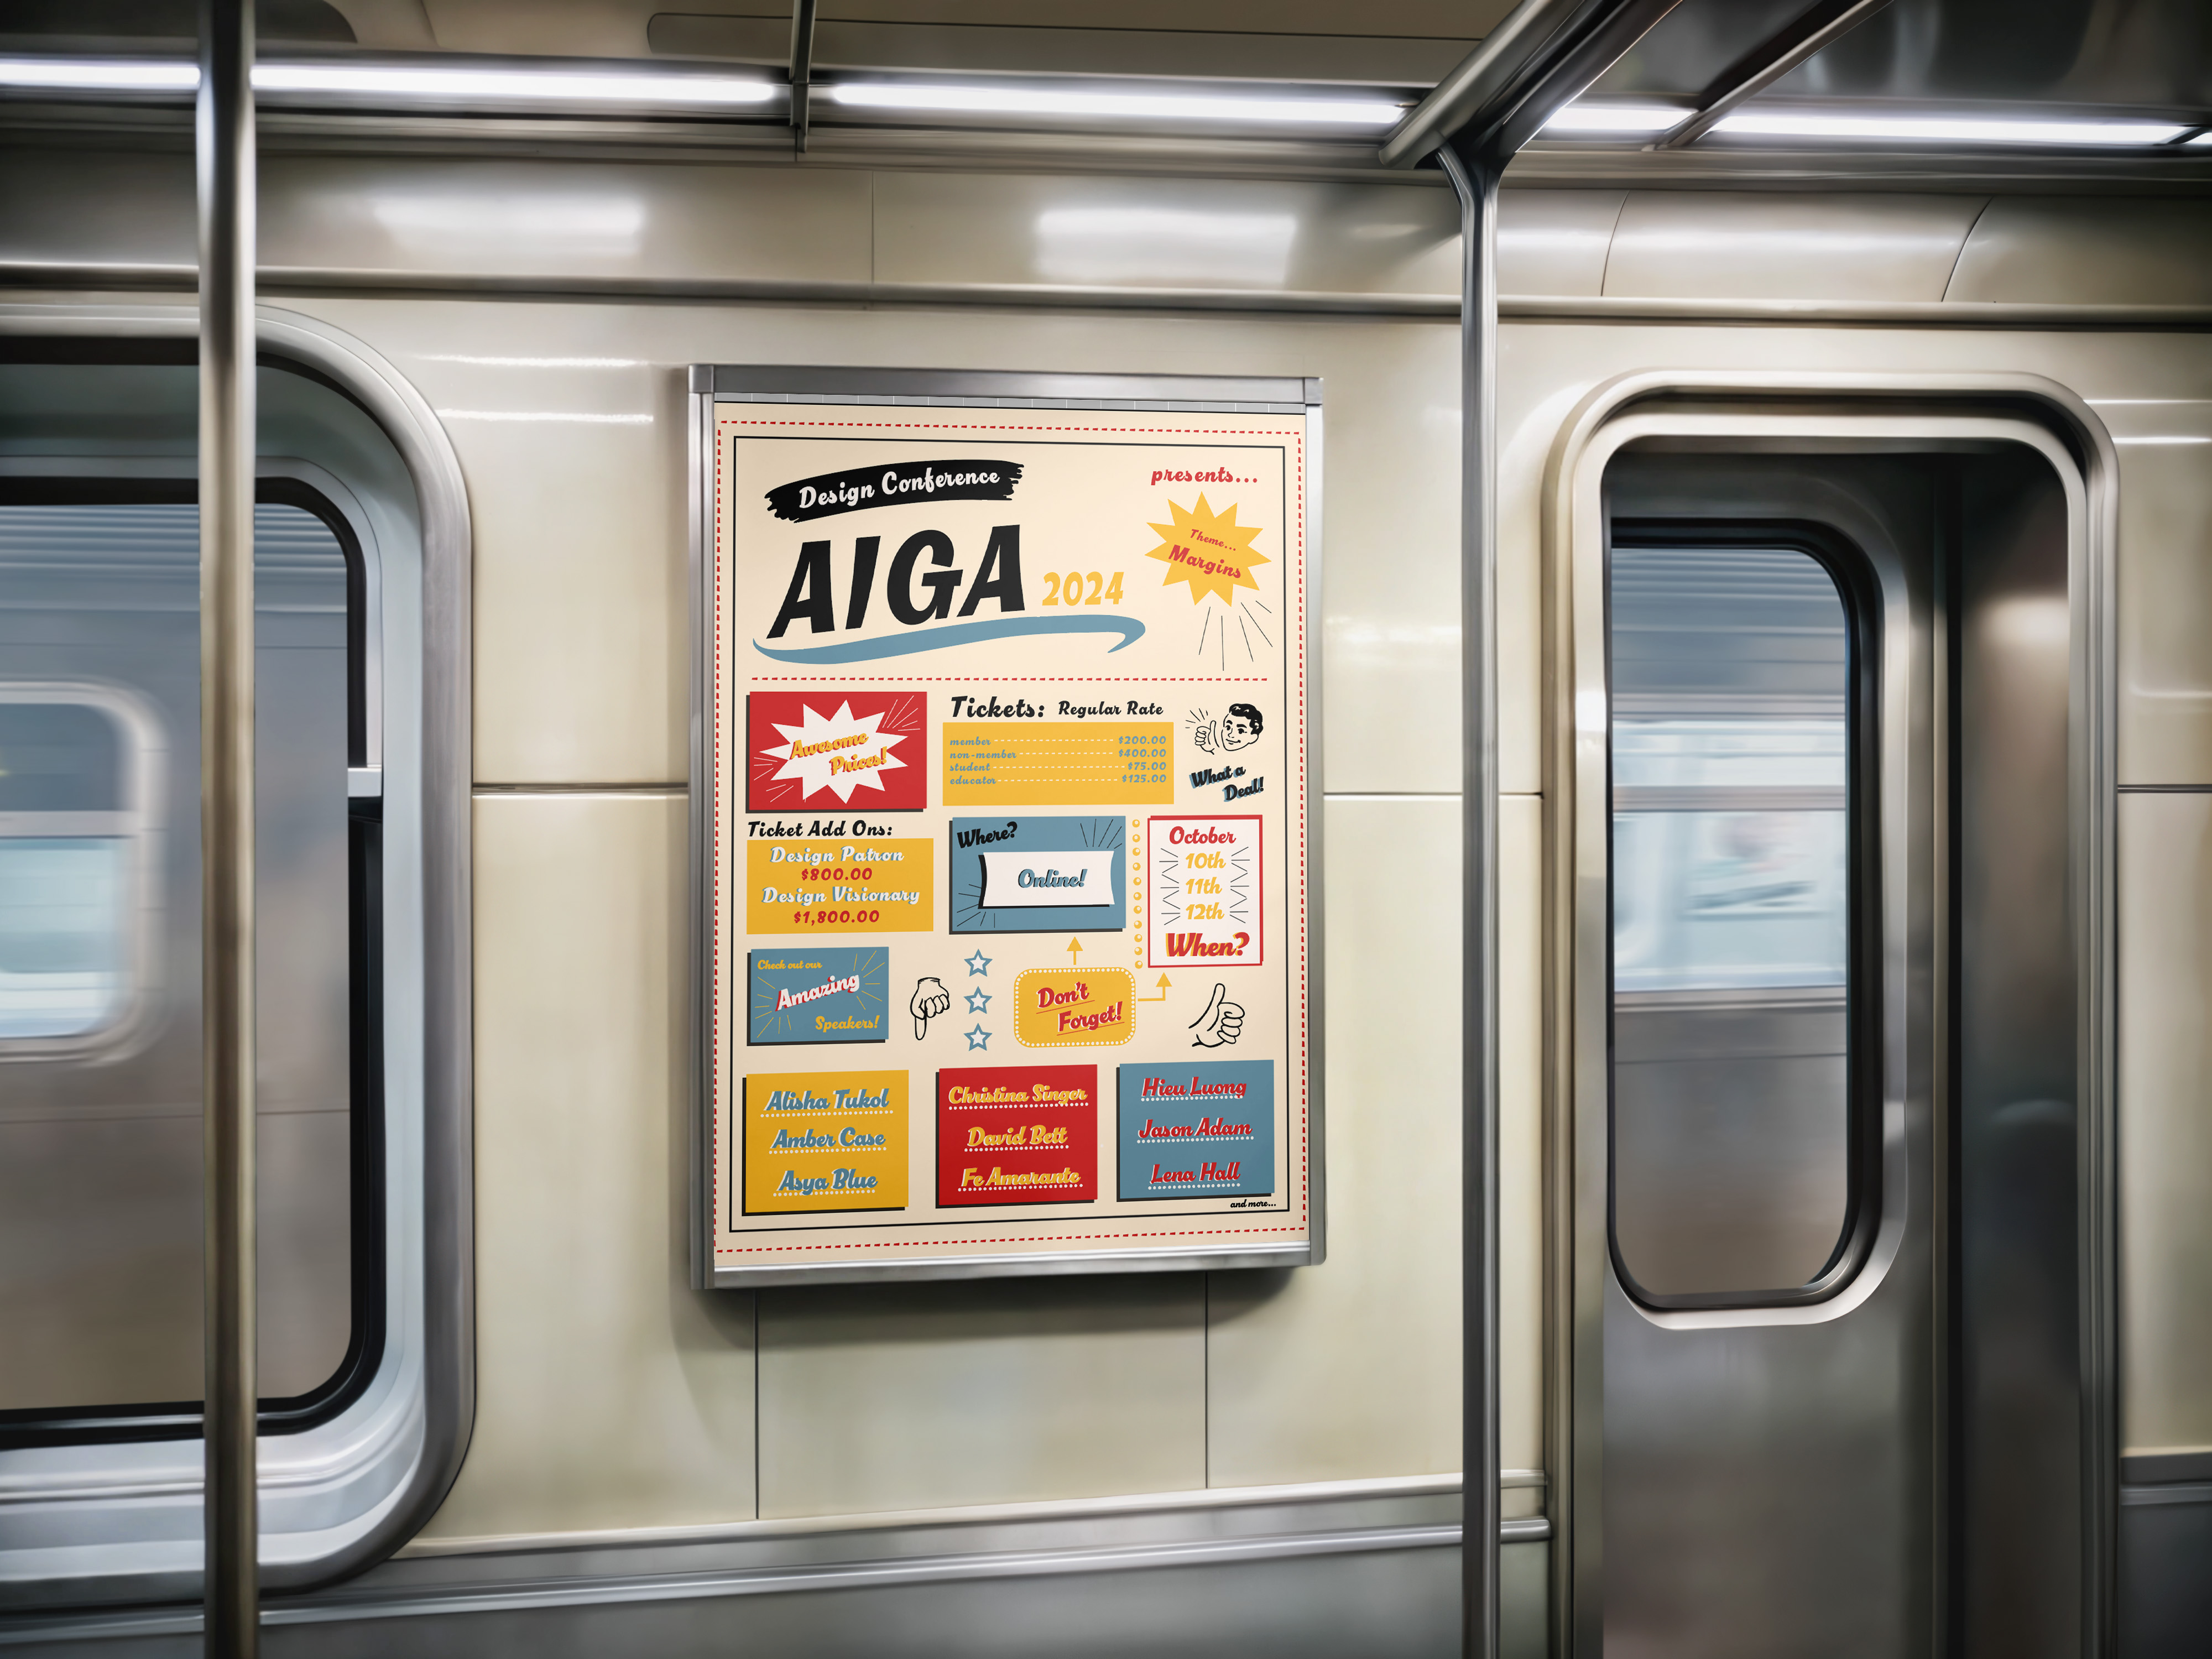 Design Conference
presents...
AIGA 2024
Theme...
Margins
Awesome
Prices!
Tickets: Regular Rate
member $200.00
non-member $400.00
student $75.00
educator $125.00
What a
Deal!
Ticket Add Ons:
Design Patron
$800.00
Design Visionary
$1,800.00
Where?
Online!
October
10th
11th
12th
When?
Check out our
Amazing
Speakers!
Don't
Forget!
Alisha Tukol
Amber Case
Asya Blue
Christina Singer
David Bett
Fe Amarante
Hieu Luong
Jason Adam
Lena Hall
and more...